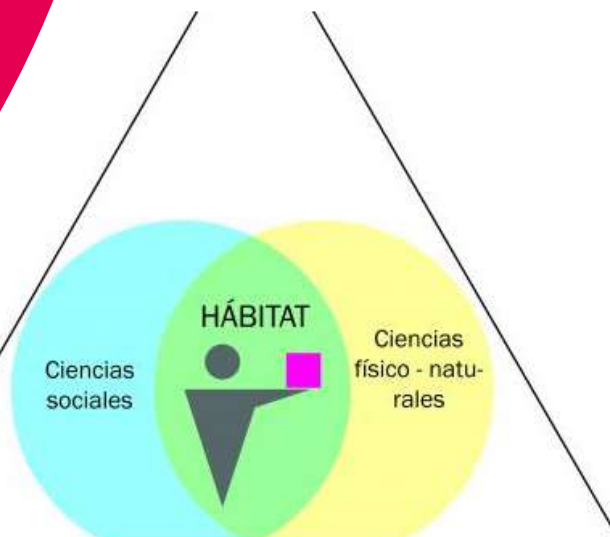 HÁBITAT
Ciencias
sociales
Ciencias
físico - natu-
rales